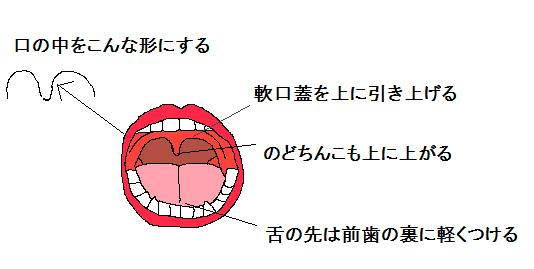 口の中をこんな形にする
軟口蓋を上に引き上げる
のどちんこも上に上がる
舌の先は前歯の裏に軽くつける